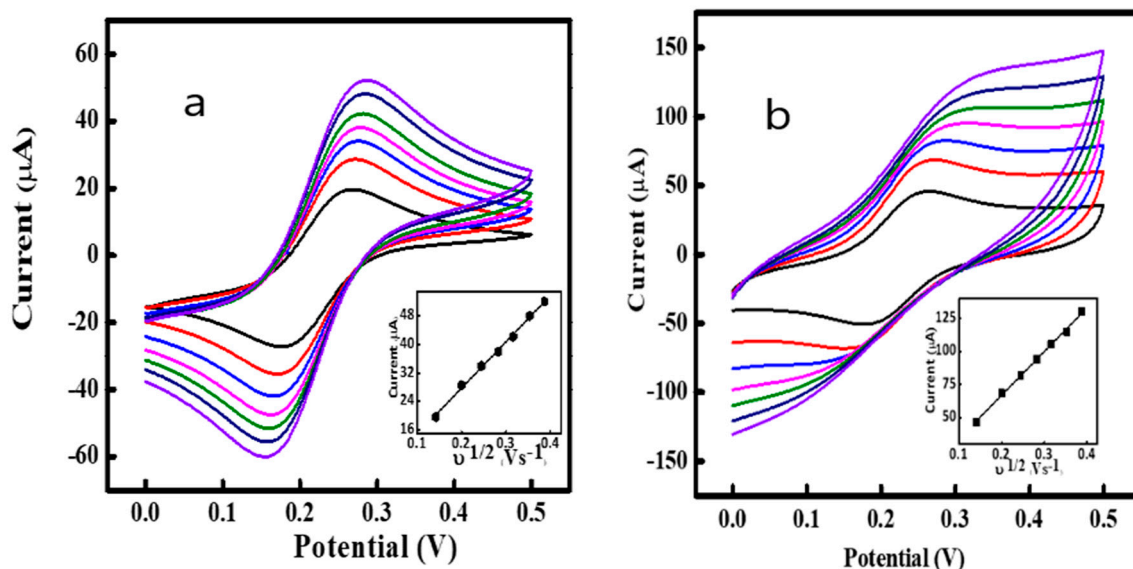 a
Current (μA)
60
40
20
0
-20
-40
-60
0.0 0.1 0.2 0.3 0.4 0.5
Potential (V)
Current (μA)
48
40
32
24
16
0.1 0.2 0.3 0.4
υ1/2 (Vs-1)
b
Current (μA)
150
100
50
0
-50
-100
-150
0.0 0.1 0.2 0.3 0.4 0.5
Potential (V)
Current (μA)
125
100
75
50
0.1 0.2 0.3 0.4
υ1/2 (Vs-1)